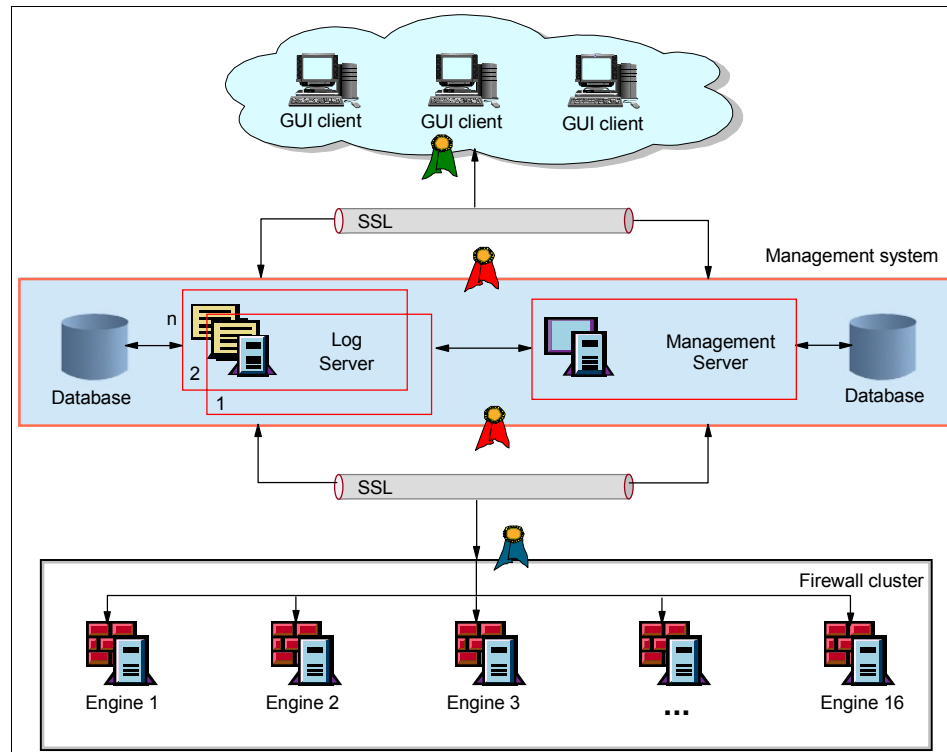 GUI client
GUI client
GUI client
SSL
Management system
n
Log
Server
2
1
Management
Server
Database
Database
SSL
Firewall cluster
Engine 1
Engine 2
Engine 3
...
Engine 16